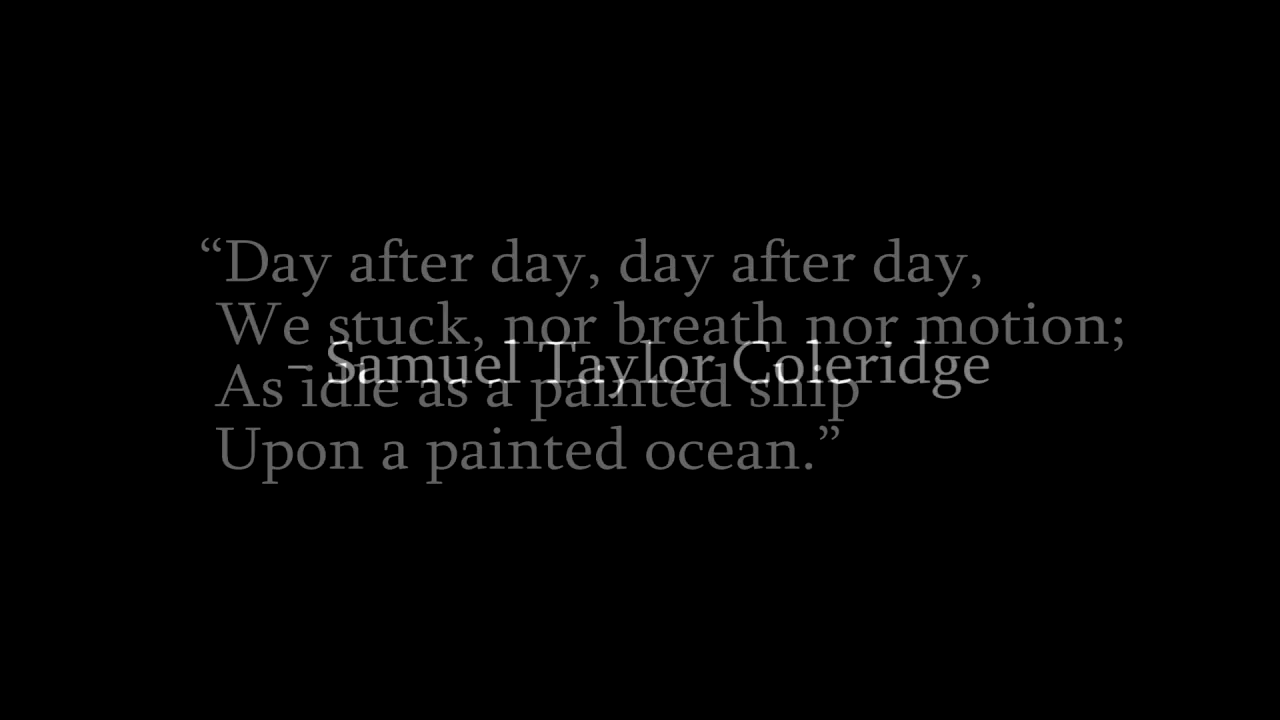 “Day after day, day after day,
We stuck, nor breath nor motion;
– Samuel Taylor Coleridge
As idle as a painted ship
Upon a painted ocean.”